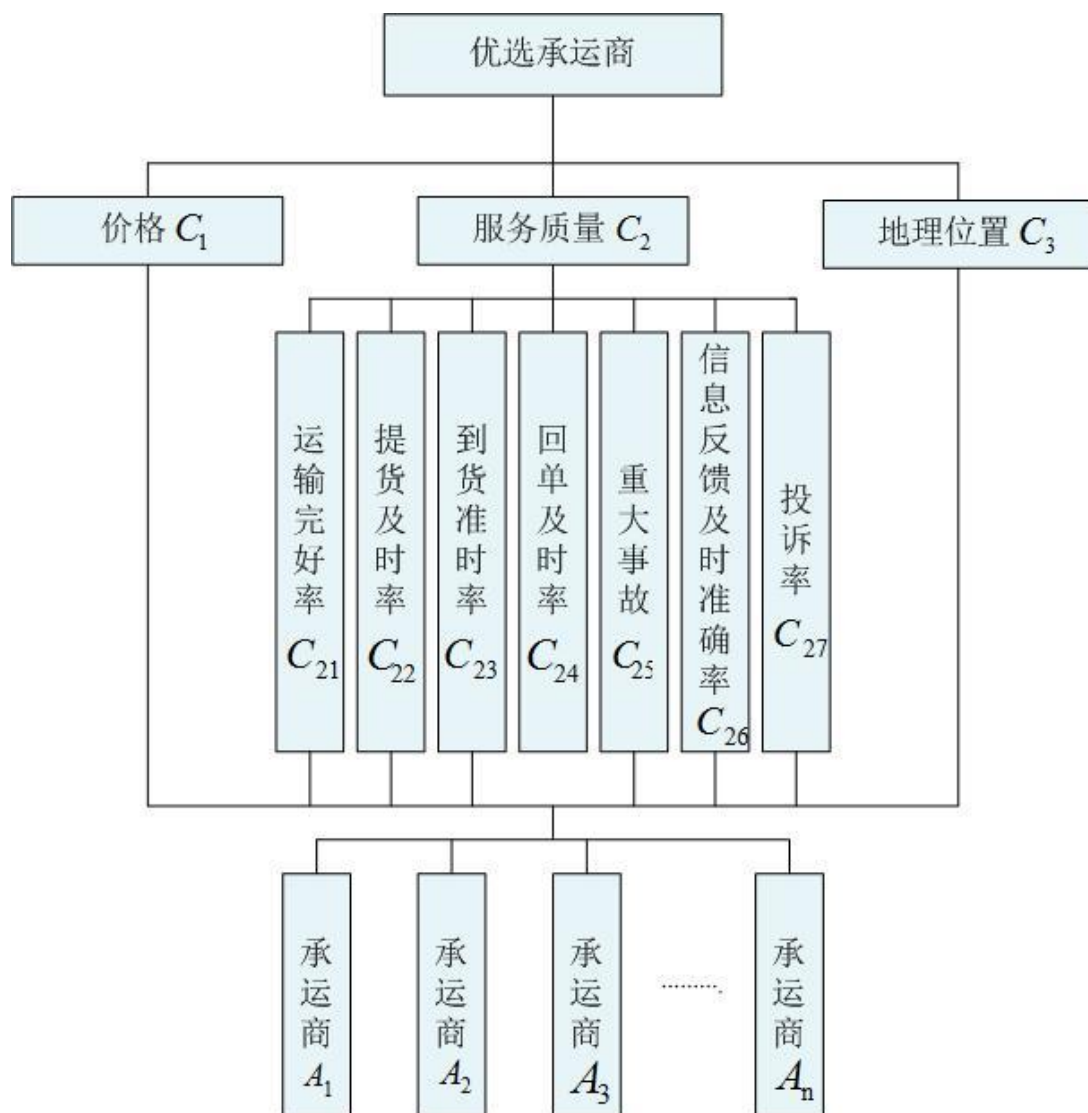 优选承运商
价格 C₁
服务质量 C₂
地理位置 C₃
运输完好率 C₂₁
提货及时率 C₂₂
到货准时率 C₂₃
回单及时率 C₂₄
重大事故 C₂₅
信息反馈及时准确率 C₂₆
投诉率 C₂₇
承运商 A₁
承运商 A₂
承运商 A₃
..........
承运商 Aₙ